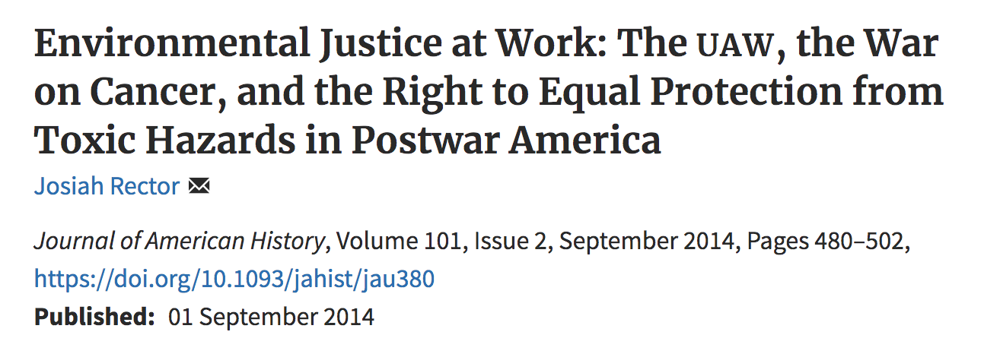 Environmental Justice at Work: The UAW, the War
on Cancer, and the Right to Equal Protection from
Toxic Hazards in Postwar America
Josiah Rector
Journal of American History, Volume 101, Issue 2, September 2014, Pages 480–502,
https://doi.org/10.1093/jahist/jau380
Published: 01 September 2014